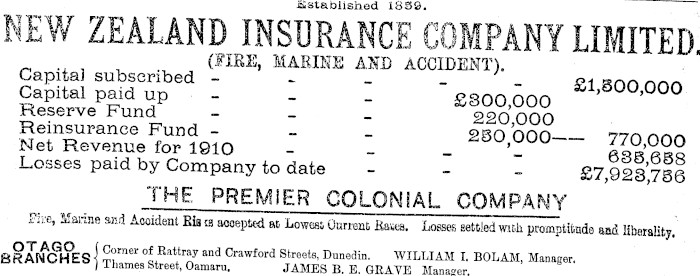 Established 1859.
NEW ZEALAND INSURANCE COMPANY LIMITED.
(FIRE, MARINE AND ACCIDENT).
Capital subscribed - - - - - £1,500,000
Capital paid up - - - £300,000
Reserve Fund - - - 220,000
Reinsurance Fund - - - 250,000—— 770,000
Net Revenue for 1910 - - - - 635,658
Losses paid by Company to date - - - £7,923,756
THE PREMIER COLONIAL COMPANY
Fire, Marine and Accident Risks accepted at Lowest Current Rates. Losses settled with promptitude and liberality.
OTAGO BRANCHES { Corner of Rattray and Crawford Streets, Dunedin. WILLIAM I. BOLAM, Manager.
Thames Street, Oamaru. JAMES B. E. GRAVE Manager.